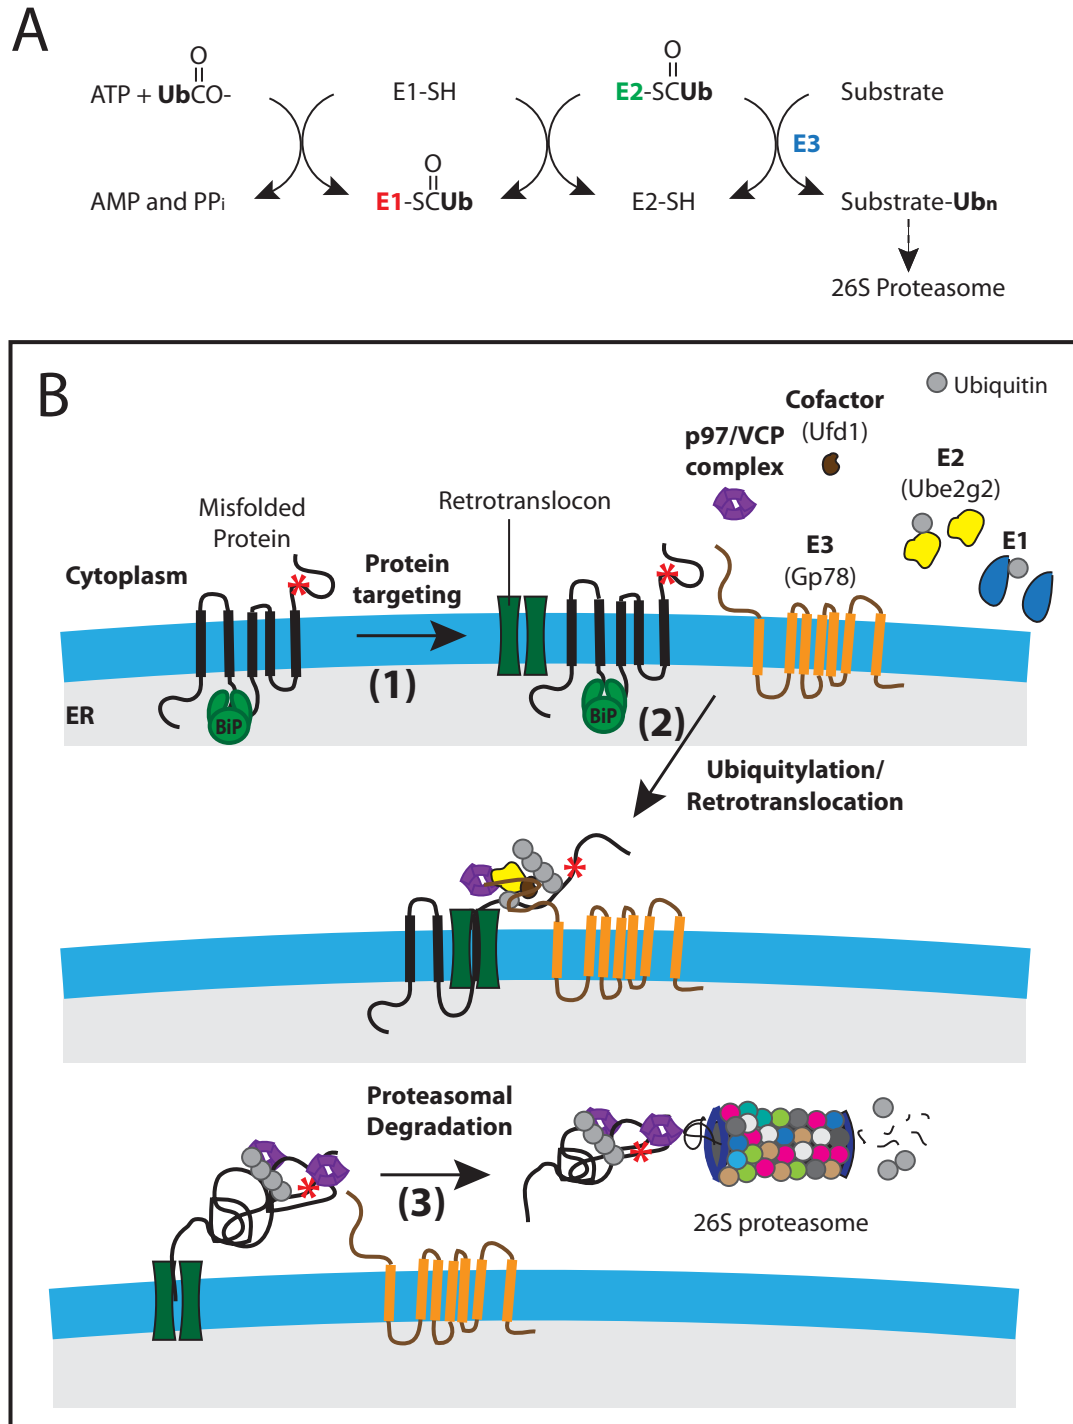 A
O
O
ATP + UbCO-
E1-SH
E2-SCUb
Substrate
E3
O
AMP and PPi
E1-SCUb
E2-SH
Substrate-Ubn
26S Proteasome
B
Ubiquitin
Cofactor
(Ufd1)
p97/VCP
complex
E2
(Ube2g2)
Retrotranslocon
Misfolded
Protein
E1
E3
(Gp78)
Cytoplasm
Protein
targeting
(1)
ER
BiP
BiP
(2)
Ubiquitylation/
Retrotranslocation
Proteasomal
Degradation
(3)
26S proteasome